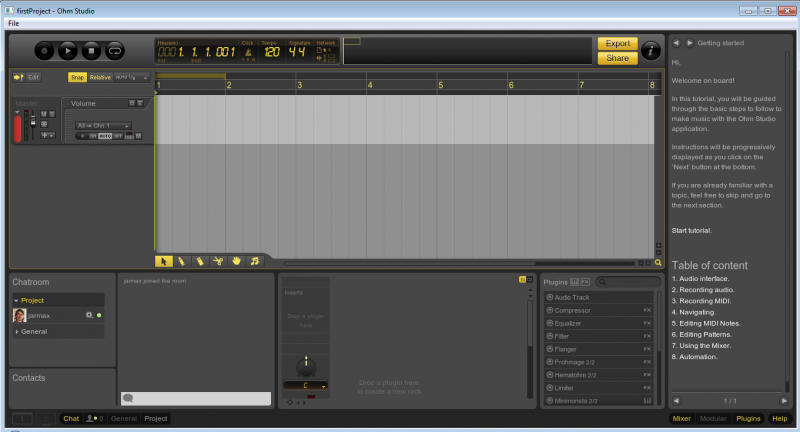 firstProject - Ohm Studio
File
Measures
0001. 1. 1. 001
Click
Tempo
120
Signature
4 4
Network
Export
Share
Getting started
Hi,
Welcome on board!
In this tutorial, you will be guided
through the basic steps to follow to
make music with the Ohm Studio
application.
Instructions will be progressively
displayed as you click on the
'Next' button at the bottom.
If you are already familiar with a
topic, feel free to skip and go to
the next section.
Start tutorial.
Table of content
1. Audio interface.
2. Recording audio.
3. Recording MIDI.
4. Navigating.
5. Editing MIDI Notes.
6. Editing Patterns.
7. Using the Mixer.
8. Automation.
1 / 1
Edit
Snap Relative
1 2 3 4 5 6 7 8
Master
M S
Volume
All Chn 1
ON AUTO OFF M
Chatroom
Project
jarmax
General
Contacts
jarmax joined the room
Inserts
Drop a plugin
here
C
Drop a plugin here
to create a new rack
Plugins FX
Audio Track
Compressor FX
Equalizer FX
Filter FX
Flanger FX
Frohmage 2/2 FX
Hematohm 2/2 FX
Limiter FX
Minimonsta 2/2
Chat 0 General Project
Mixer Modular Plugins Help